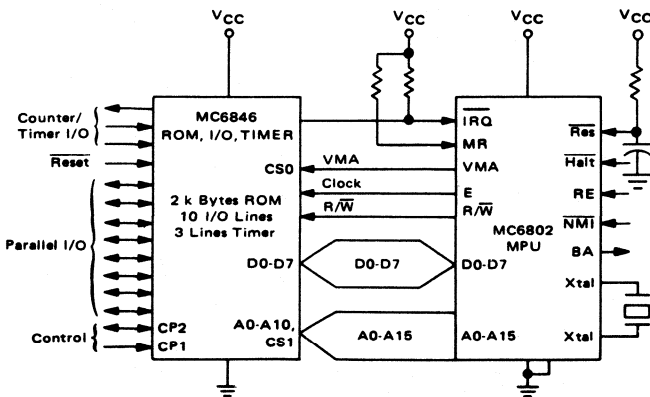 VCC
VCC
VCC
VCC
Counter/
Timer I/O
Reset
Parallel I/O
Control
MC6846
ROM, I/O, TIMER
CS0
2 k Bytes ROM
10 I/O Lines
3 Lines Timer
D0-D7
A0-A10,
CS1
CP2
CP1
VMA
Clock
R/W
D0-D7
A0-A15
IRQ
MR
VMA
E
R/W
MC6802
MPU
D0-D7
A0-A15
Res
Halt
RE
NMI
BA
Xtal
Xtal